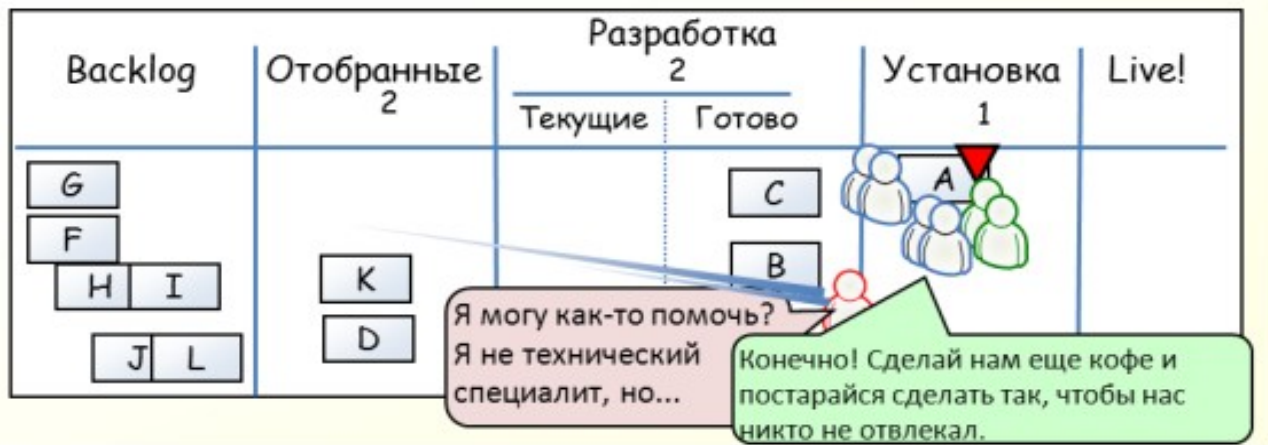 Разработка
Backlog Отобранные 2 Установка Live!
2 Текущие Готово 1
G C A
F
H I K B
J L D
Я могу как-то помочь?
Я не технический
специалит, но...
Конечно! Сделай нам еще кофе и
постарайся сделать так, чтобы нас
никто не отвлекал.